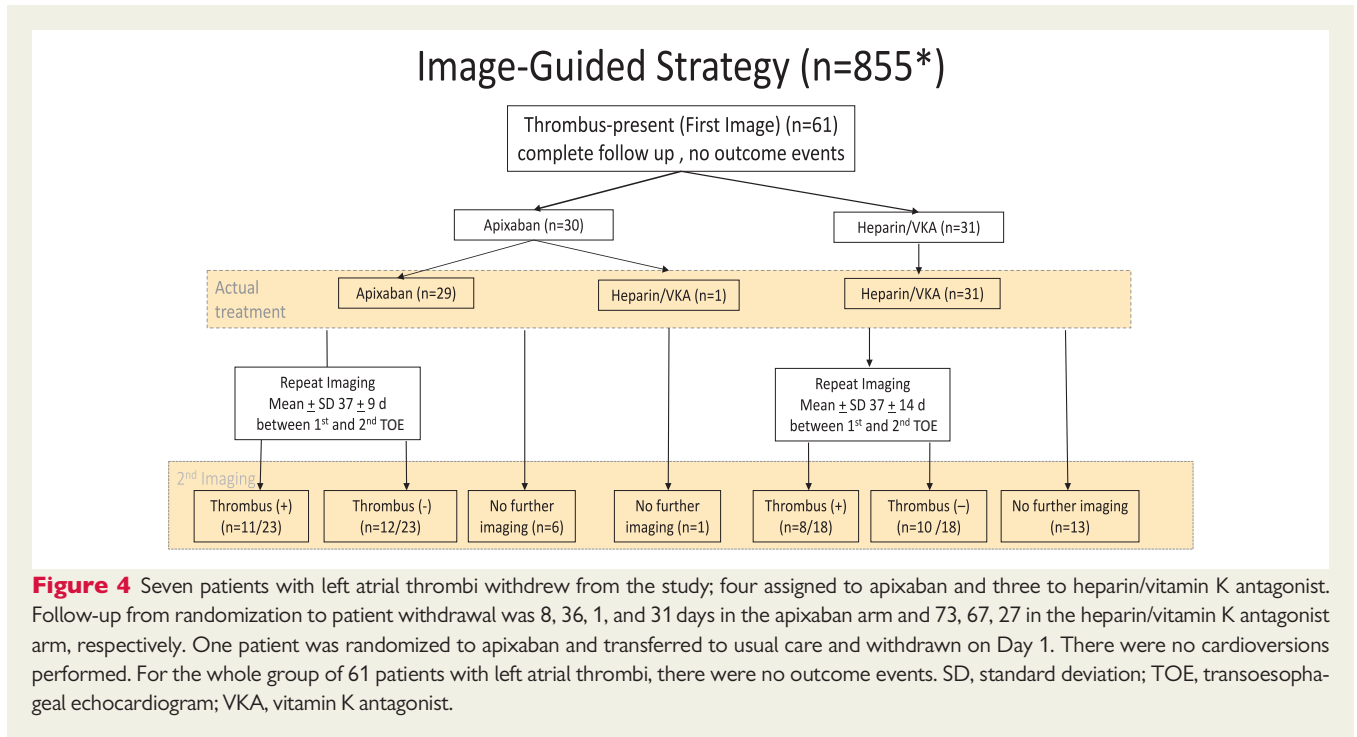 Image-Guided Strategy (n=855*)
Thrombus-present (First Image) (n=61)
complete follow up , no outcome events
Apixaban (n=30)
Heparin/VKA (n=31)
Actual
treatment
Apixaban (n=29)
Heparin/VKA (n=1)
Heparin/VKA (n=31)
Repeat Imaging
Mean ± SD 37 ± 9 d
between 1st and 2nd TOE
Repeat Imaging
Mean ± SD 37 ± 14 d
between 1st and 2nd TOE
2nd Imaging
Thrombus (+)
(n=11/23)
Thrombus (-)
(n=12/23)
No further
imaging (n=6)
No further
imaging (n=1)
Thrombus (+)
(n=8/18)
Thrombus (–)
(n=10 /18)
No further imaging
(n=13)
Figure 4 Seven patients with left atrial thrombi withdrew from the study; four assigned to apixaban and three to heparin/vitamin K antagonist.
Follow-up from randomization to patient withdrawal was 8, 36, 1, and 31 days in the apixaban arm and 73, 67, 27 in the heparin/vitamin K antagonist
arm, respectively. One patient was randomized to apixaban and transferred to usual care and withdrawn on Day 1. There were no cardioversions
performed. For the whole group of 61 patients with left atrial thrombi, there were no outcome events. SD, standard deviation; TOE, transoesopha-
geal echocardiogram; VKA, vitamin K antagonist.